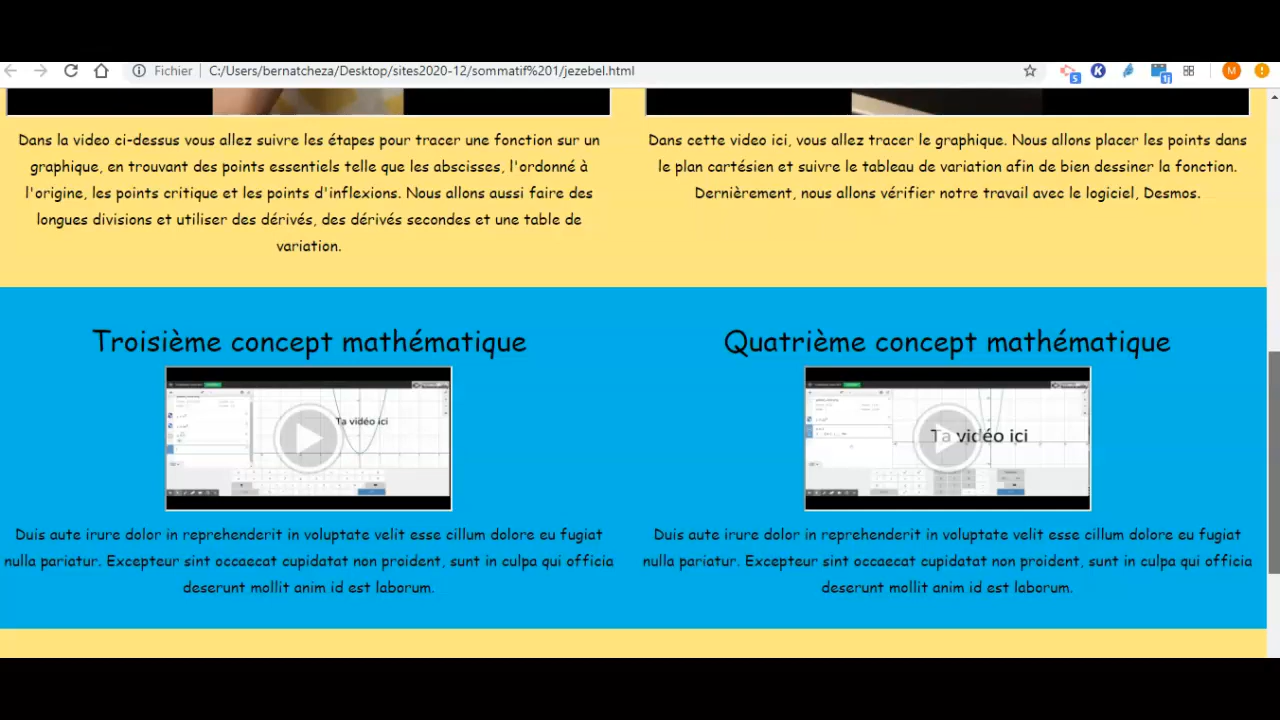 Fichier | C:/Users/bernatcheza/Desktop/sites2020-12/sommatif%201/jezebel.html
5
K
1j
M
Dans la video ci-dessus vous allez suivre les étapes pour tracer une fonction sur un
graphique, en trouvant des points essentiels telle que les abscisses, l'ordonné à
l'origine, les points critique et les points d'inflexions. Nous allons aussi faire des
longues divisions et utiliser des dérivés, des dérivés secondes et une table de
variation.
Dans cette video ici, vous allez tracer le graphique. Nous allons placer les points dans
le plan cartésien et suivre le tableau de variation afin de bien dessiner la fonction.
Dernièrement, nous allons vérifier notre travail avec le logiciel, Desmos.
Troisième concept mathématique
Ta vidéo ici
Duis aute irure dolor in reprehenderit in voluptate velit esse cillum dolore eu fugiat
nulla pariatur. Excepteur sint occaecat cupidatat non proident, sunt in culpa qui officia
deserunt mollit anim id est laborum.
Quatrième concept mathématique
Ta vidéo ici
Duis aute irure dolor in reprehenderit in voluptate velit esse cillum dolore eu fugiat
nulla pariatur. Excepteur sint occaecat cupidatat non proident, sunt in culpa qui officia
deserunt mollit anim id est laborum.